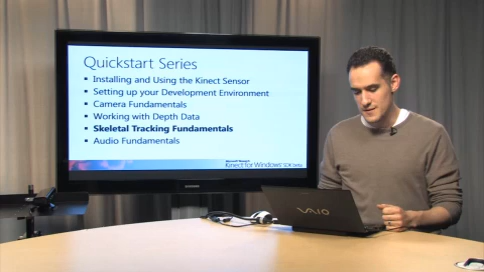 Quickstart Series
▪ Installing and Using the Kinect Sensor
▪ Setting up your Development Environment
▪ Camera Fundamentals
▪ Working with Depth Data
▪ Skeletal Tracking Fundamentals
▪ Audio Fundamentals
Kinect for Windows SDK
SAMSUNG
VAIO